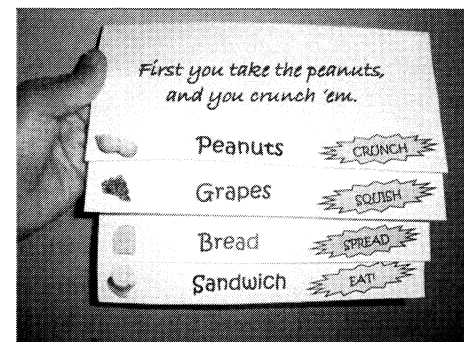 First you take the peanuts,
and you crunch 'em.
Peanuts CRUNCH
Grapes SQUISH
Bread SPREAD
Sandwich EAT!